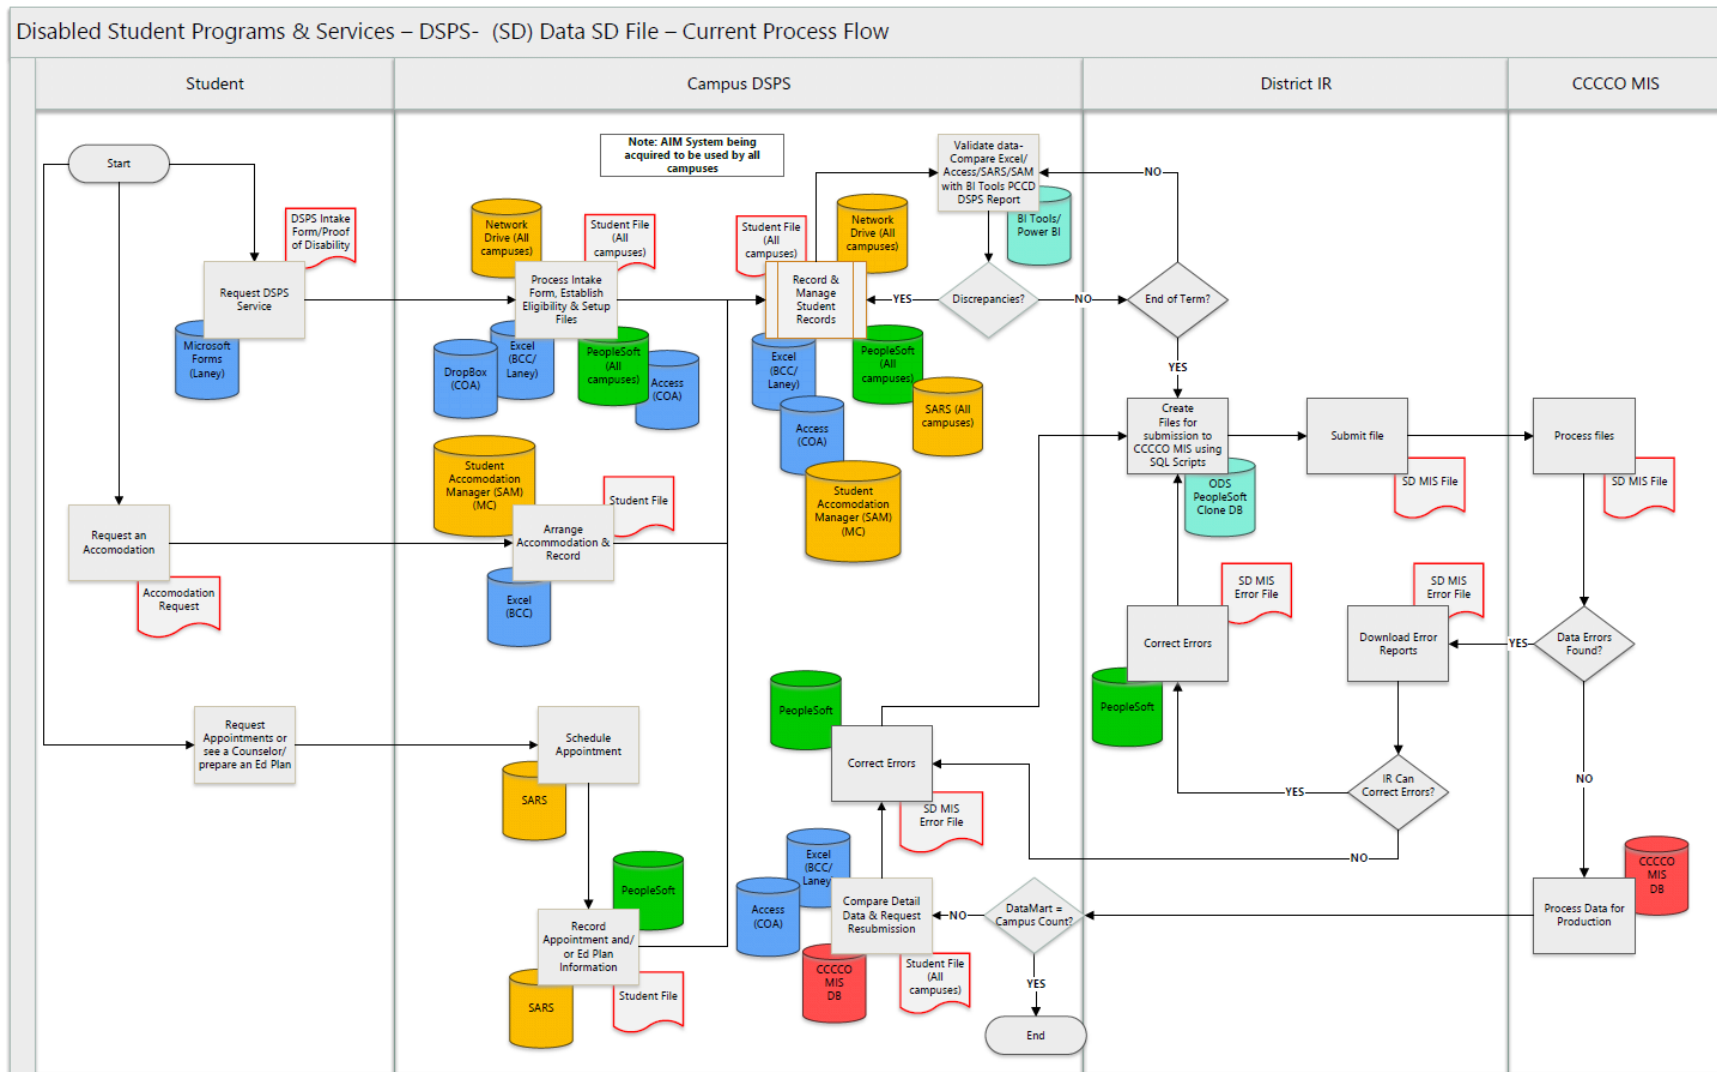 Disabled Student Programs & Services – DSPS-  (SD) Data SD File – Current Process Flow
Student
Campus DSPS
District IR
CCCCO MIS
Start
DSPS Intake
Form/Proof
of Disability
Request DSPS
Service
Microsoft
Forms
(Laney)
Request an
Accomodation
Accomodation
Request
Request
Appointments or
see a Counselor/
prepare an Ed Plan
Note: AIM System being
acquired to be used by all
campuses
Network
Drive (All
campuses)
Student File
(All
campuses)
Process Intake
Form, Establish
Eligibility & Setup
Files
DropBox
(COA)
Excel
(BCC/
Laney)
PeopleSoft
(All
campuses)
Access
(COA)
Student
Accomodation
Manager (SAM)
(MC)
Student File
Arrange
Accommodation &
Record
Excel
(BCC)
Schedule
Appointment
SARS
PeopleSoft
Record
Appointment and/
or Ed Plan
Information
SARS
Student File
Student File
(All
campuses)
Network
Drive (All
campuses)
Record &
Manage
Student
Records
Excel
(BCC/
Laney)
PeopleSoft
(All
campuses)
Access
(COA)
SARS (All
campuses)
Student
Accomodation
Manager (SAM)
(MC)
Validate data-
Compare Excel/
Access/SARS/SAM
with BI Tools PCCD
DSPS Report
BI Tools/
Power BI
YES
Discrepancies?
NO
PeopleSoft
Correct Errors
SD MIS
Error File
Excel
(BCC/
Laney)
Access
(COA)
Compare Detail
Data & Request
Resubmission
CCCCO
MIS
DB
Student File
(All
campuses)
NO
DataMart =
Campus Count?
YES
End
NO
End of Term?
YES
Create
Files for
submission to
CCCCO MIS using
SQL Scripts
ODS
PeopleSoft
Clone DB
Submit file
SD MIS File
SD MIS
Error File
Correct Errors
PeopleSoft
SD MIS
Error File
Download Error
Reports
IR Can
Correct Errors?
YES
NO
Process files
SD MIS File
YES
Data Errors
Found?
NO
CCCCO
MIS
DB
Process Data for
Production